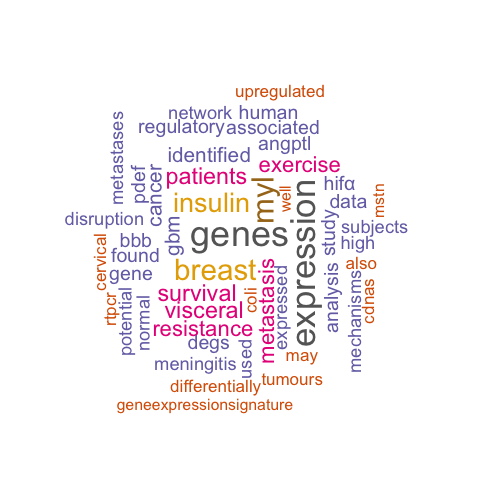 upregulated
network human
regulatory associated
metastases
angptl
identified
exercise
patients
pdef
cancer
hifα
insulin
myl
well
data
mstn
disruption
gbm
genes
expression
study
subjects
bbb
high
cervical
found
breast
also
gene
metastasis
expressed
analysis
mechanisms
cdnas
rtpcr
potential
normal
survival
coli
visceral
resistance
degs
used
may
meningitis
differentially
tumours
geneexpressionsignature